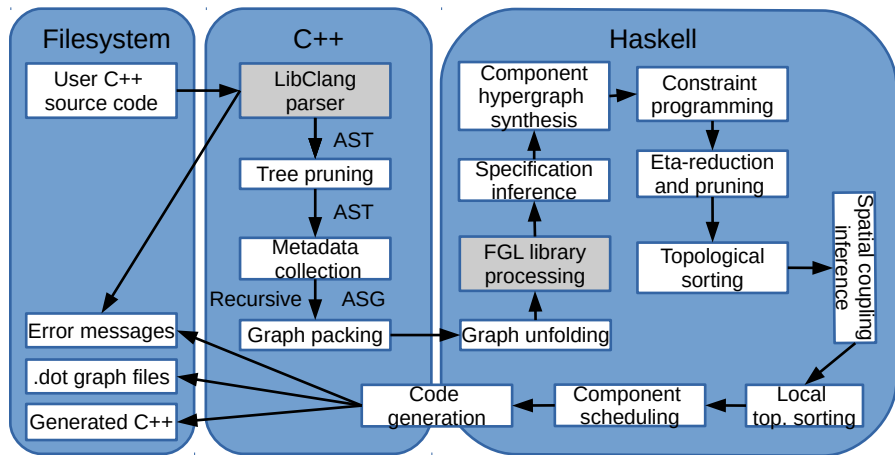 Filesystem
User C++
source code
Error messages
.dot graph files
Generated C++
C++
LibClang
parser
AST
Tree pruning
AST
Metadata
collection
Recursive
ASG
Graph packing
Code
generation
Haskell
Component
hypergraph
synthesis
Specification
inference
FGL library
processing
Graph unfolding
Constraint
programming
Eta-reduction
and pruning
Topological
sorting
Spatial coupling
inference
Local
top. sorting
Component
scheduling